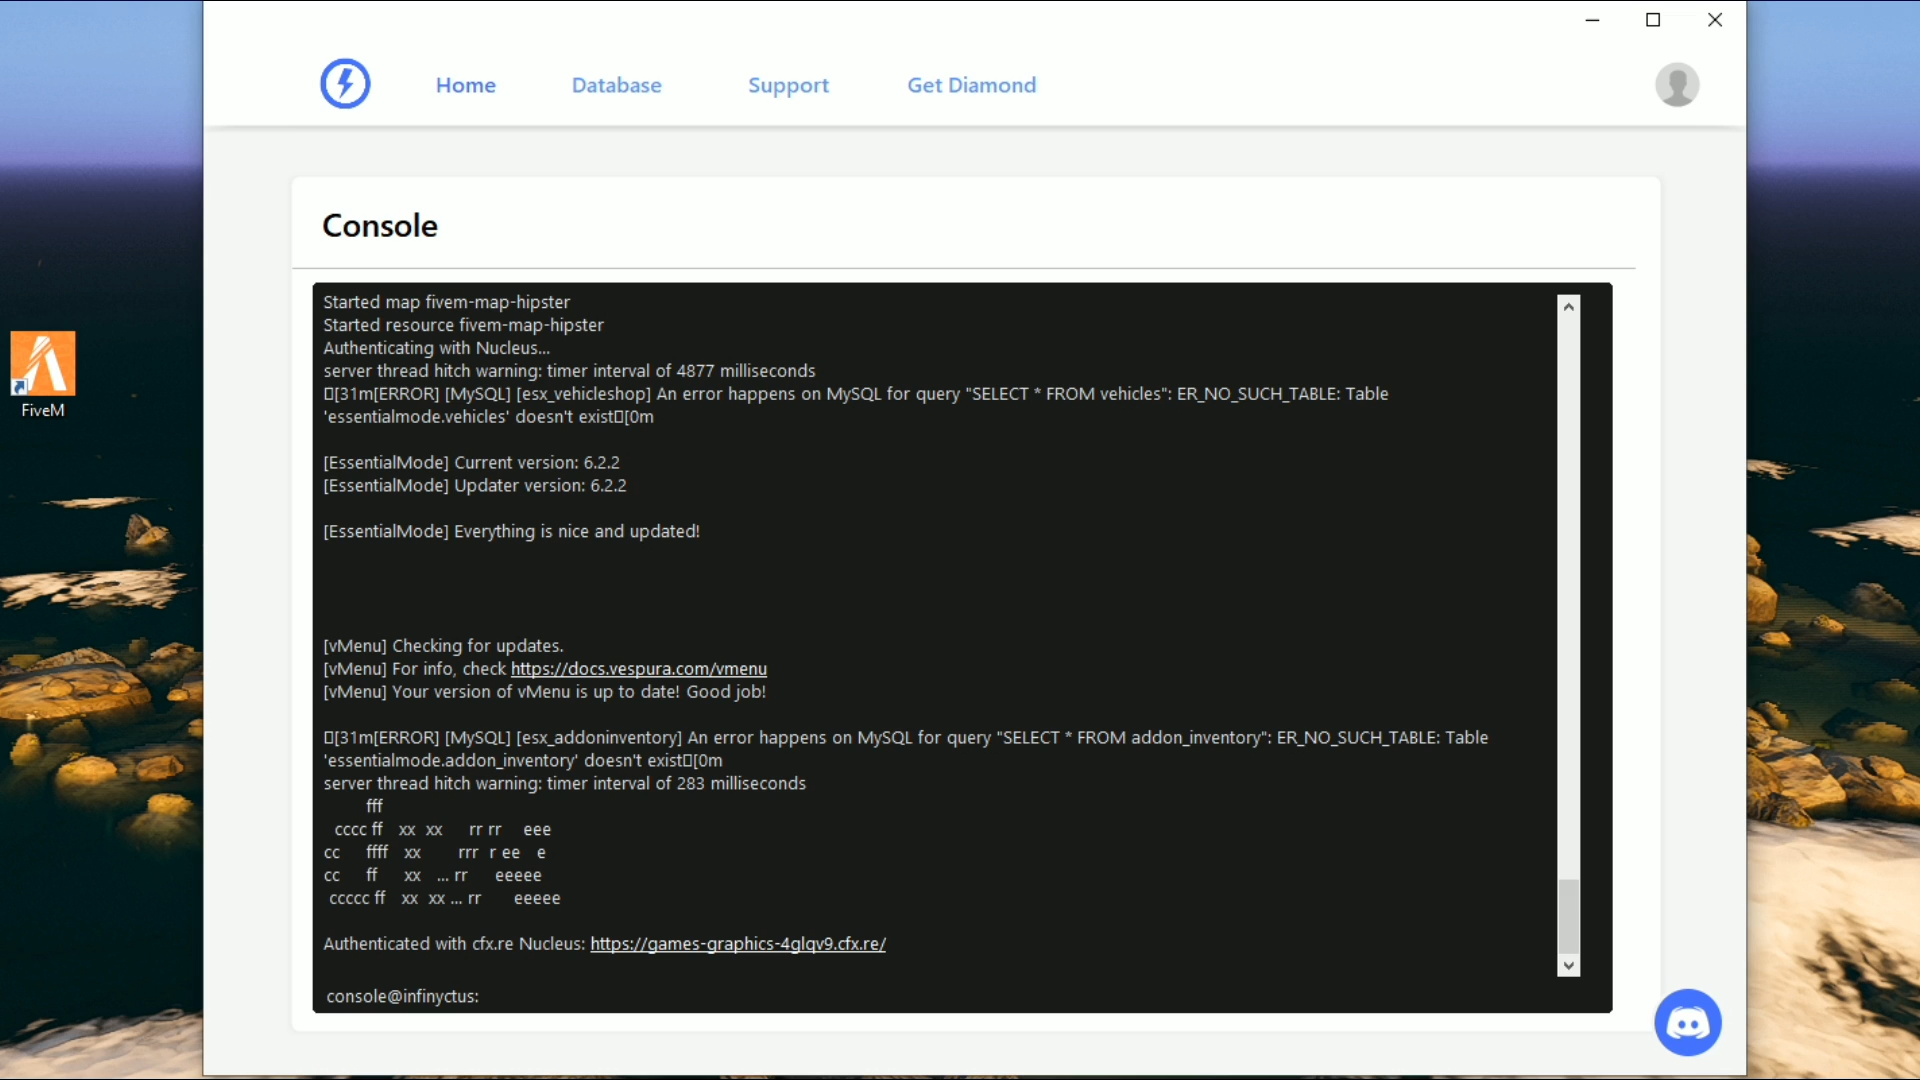 Home Database Support Get Diamond
Console
Started map fivem-map-hipster
Started resource fivem-map-hipster
Authenticating with Nucleus...
server thread hitch warning: timer interval of 4877 milliseconds
▯[31m[ERROR] [MySQL] [esx_vehicleshop] An error happens on MySQL for query "SELECT * FROM vehicles": ER_NO_SUCH_TABLE: Table
'essentialmode.vehicles' doesn't exist▯[0m
[EssentialMode] Current version: 6.2.2
[EssentialMode] Updater version: 6.2.2
[EssentialMode] Everything is nice and updated!
[vMenu] Checking for updates.
[vMenu] For info, check https://docs.vespura.com/vmenu
[vMenu] Your version of vMenu is up to date! Good job!
▯[31m[ERROR] [MySQL] [esx_addoninventory] An error happens on MySQL for query "SELECT * FROM addon_inventory": ER_NO_SUCH_TABLE: Table
'essentialmode.addon_inventory' doesn't exist▯[0m
server thread hitch warning: timer interval of 283 milliseconds
fff
cccc ff xx xx rr rr eee
cc ffff xx rrr r ee e
cc ff xx ... rr eeeee
ccccc ff xx xx ... rr eeeee
Authenticated with cfx.re Nucleus: https://games-graphics-4glqv9.cfx.re/
console@infinyctus:
FiveM